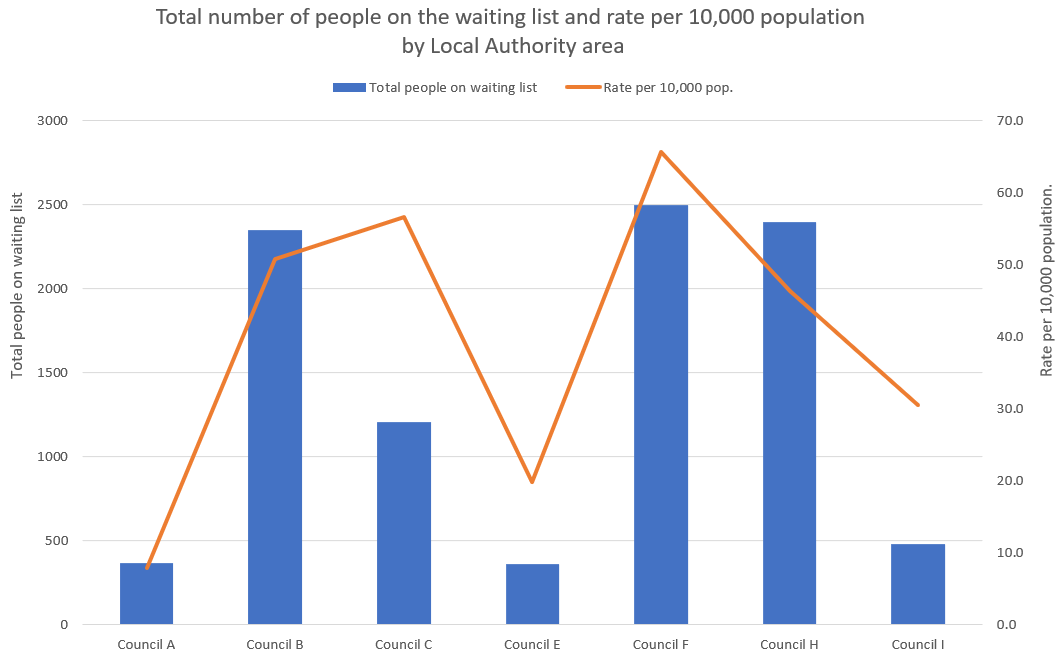 Total number of people on the waiting list and rate per 10,000 population
by Local Authority area
Total people on waiting list
Rate per 10,000 pop.
3000
2500
2000
1500
1000
500
0
Total people on waiting list
70.0
60.0
50.0
40.0
30.0
20.0
10.0
0.0
Rate per 10,000 population.
Council A
Council B
Council C
Council E
Council F
Council H
Council I